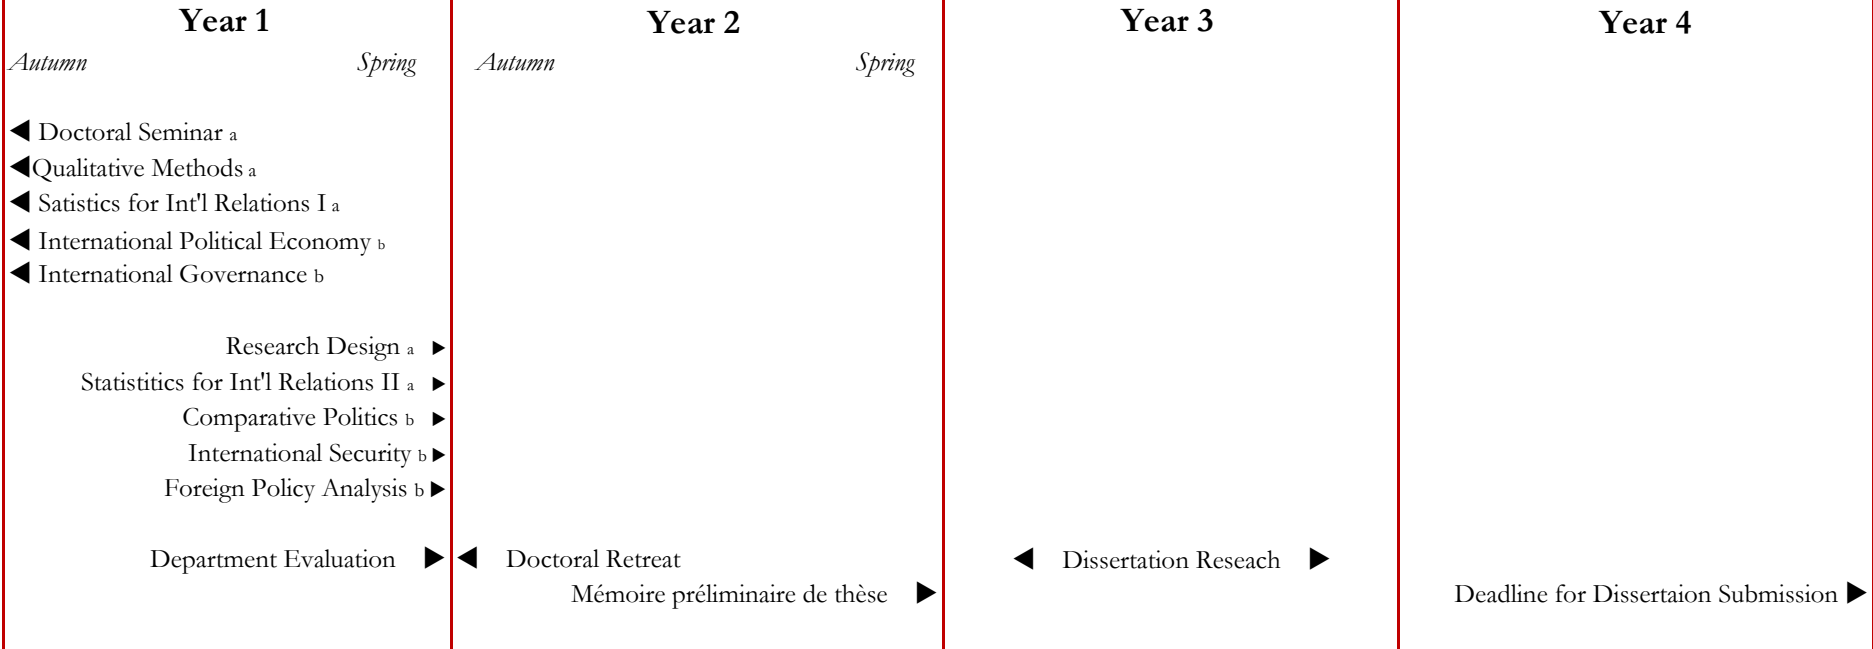 Year 1
Year 2
Year 3
Year 4
Autumn
Spring
Autumn
Spring
◀ Doctoral Seminar a
◀Qualitative Methods a
◀ Satistics for Int'l Relations I a
◀ International Political Economy b
◀ International Governance b
Research Design a ▶
Statistitics for Int'l Relations II a ▶
Comparative Politics b ▶
International Security b ▶
Foreign Policy Analysis b ▶
Department Evaluation ▶
◀ Doctoral Retreat
◀ Dissertation Reseach ▶
Mémoire préliminaire de thèse ▶
Deadline for Dissertaion Submission ▶